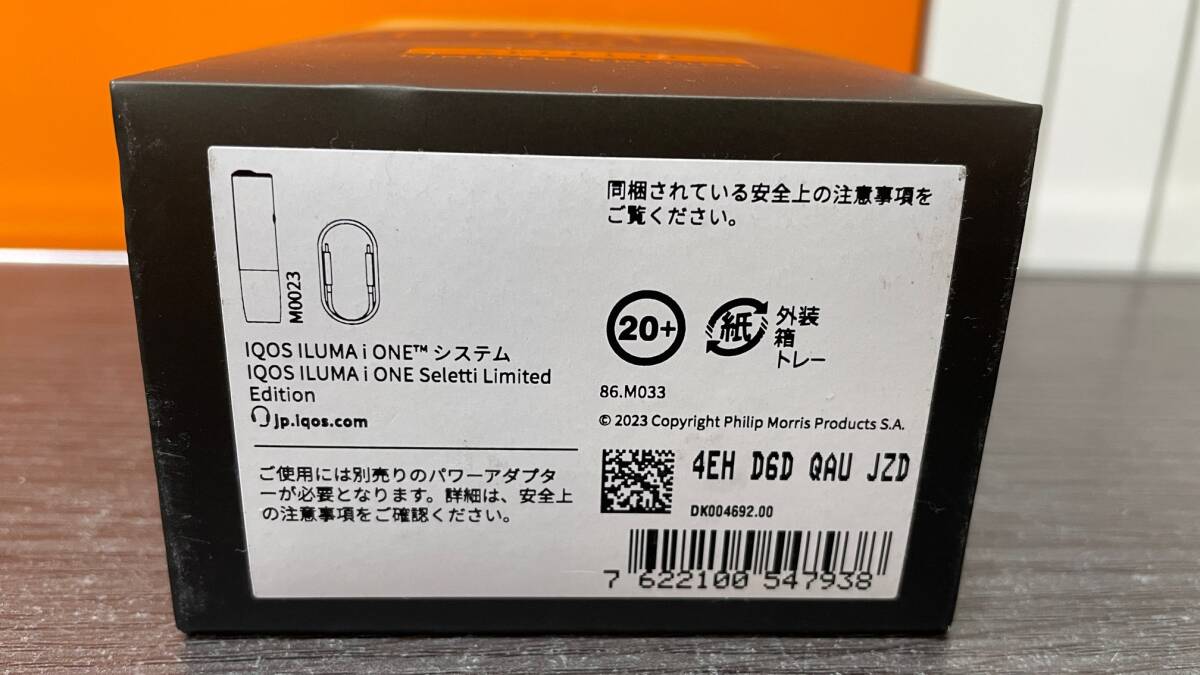 M0023
IQOS ILUMA i ONE™ システム
IQOS ILUMA i ONE Seletti Limited
Edition
jp.iqos.com
ご使用には別売りのパワーアダプタ
ーが必要となります。詳細は、安全上
の注意事項をご確認ください。
同梱されている安全上の注意事項を
ご覧ください。
20+
紙
外装
箱
トレー
86.M033
© 2023 Copyright Philip Morris Products S.A.
4EH D6D QAU JZD
DK004692.00
7 622100 547938